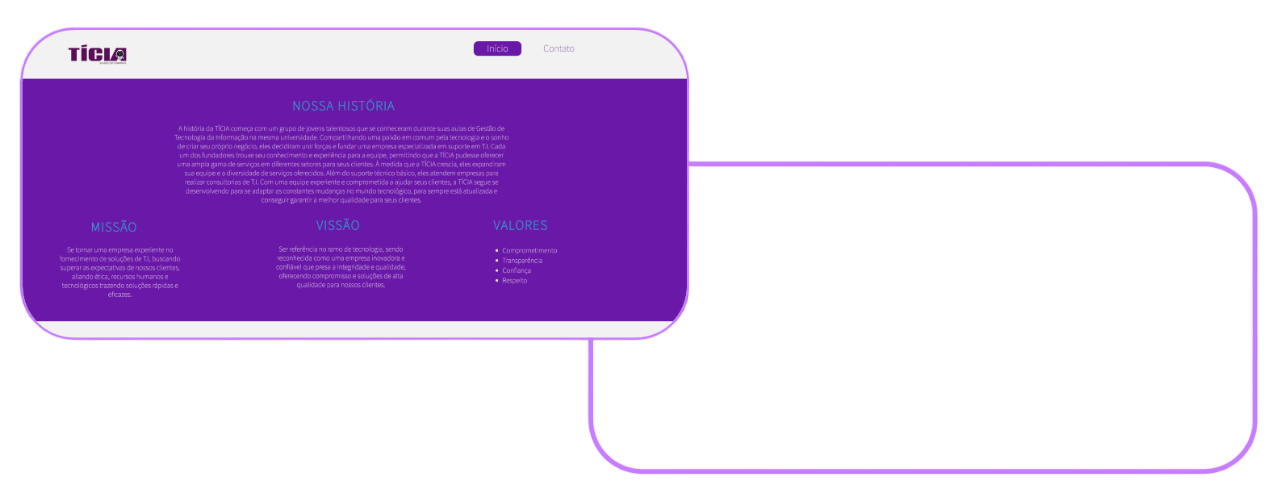 TÍCIA
Início
Contato
NOSSA HISTÓRIA
A história da TÍCIA começa com um grupo de jovens talentosos que se conheceram durante suas aulas de Gestão de
Tecnologia da Informação na mesma universidade. Compartilhando uma paixão em comum pela tecnologia e o sonho
de criar seu próprio negócio, eles decidiram unir forças e fundar uma empresa especializada em suporte em T.I. Cada
um dos fundadores trouxe seu conhecimento e experiência para a equipe, permitindo que a TÍCIA pudesse oferecer
uma ampla gama de serviços em diferentes setores para seus clientes. À medida que a TÍCIA crescia, eles expandiram
sua equipe e a diversidade de serviços oferecidos. Além do suporte técnico básico, eles atendem empresas para
realizar consultorias de T.I. Com uma equipe experiente e comprometida a ajudar seus clientes, a TÍCIA segue se
desenvolvendo para se adaptar as constantes mudanças no mundo tecnológico, para sempre está atualizada e
conseguir garantir a melhor qualidade para seus clientes.
MISSÃO
Se tornar uma empresa experiente no
fornecimento de soluções de T.I, buscando
superar as expectativas de nossos clientes,
aliando ética, recursos humanos e
tecnológicos trazendo soluções rápidas e
eficazes.
VISSÃO
Ser referência no ramo de tecnologia, sendo
reconhecida como uma empresa inovadora e
confiável que presa a integridade e qualidade,
oferecendo compromisso e soluções de alta
qualidade para nossos clientes.
VALORES
Comprometimento
Transparência
Confiança
Respeito